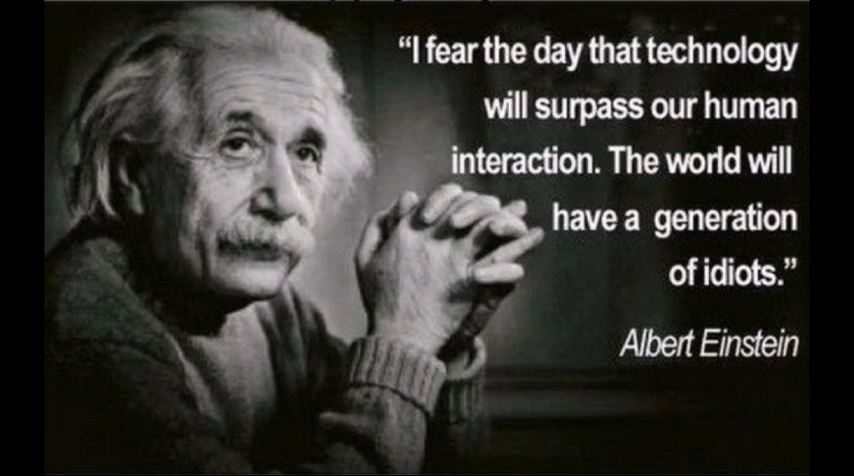 “I fear the day that technology
will surpass our human
interaction. The world will
have a generation
of idiots.”
Albert Einstein